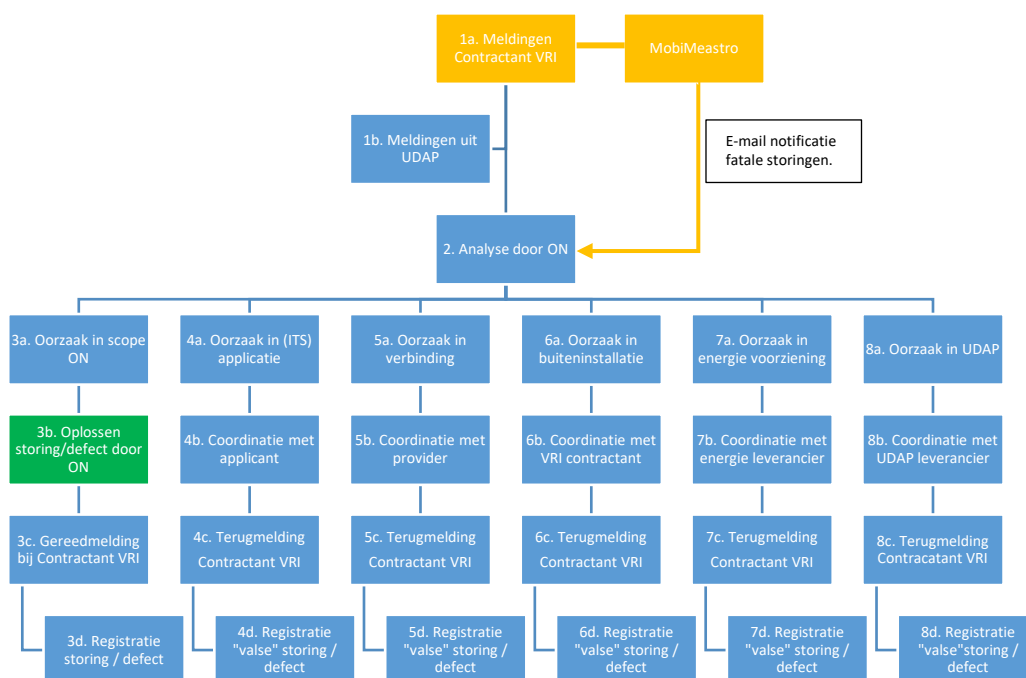 1a. Meldingen
Contractant VRI
MobiMeastro
1b. Meldingen uit
UDAP
E-mail notificatie
fatale storingen.
2. Analyse door ON
3a. Oorzaak in scope
ON
4a. Oorzaak in (ITS)
applicatie
5a. Oorzaak in
verbinding
6a. Oorzaak in
buiteninstallatie
7a. Oorzaak in
energie voorziening
8a. Oorzaak in UDAP
3b. Oplossen
storing/defect door
ON
4b. Coordinatie met
applicant
5b. Coordinatie met
provider
6b. Coordinatie met
VRI contractant
7b. Coordinatie met
energie leverancier
8b. Coordinatie met
UDAP leverancier
3c. Gereedmelding
bij Contractant VRI
4c. Terugmelding
Contractant VRI
5c. Terugmelding
Contractant VRI
6c. Terugmelding
Contractant VRI
7c. Terugmelding
Contractant VRI
8c. Terugmelding
Contracatant VRI
3d. Registratie
storing / defect
4d. Registratie
"valse" storing /
defect
5d. Registratie
"valse" storing /
defect
6d. Registratie
"valse" storing /
defect
7d. Registratie
"valse" storing /
defect
8d. Registratie
"valse"storing /
defect